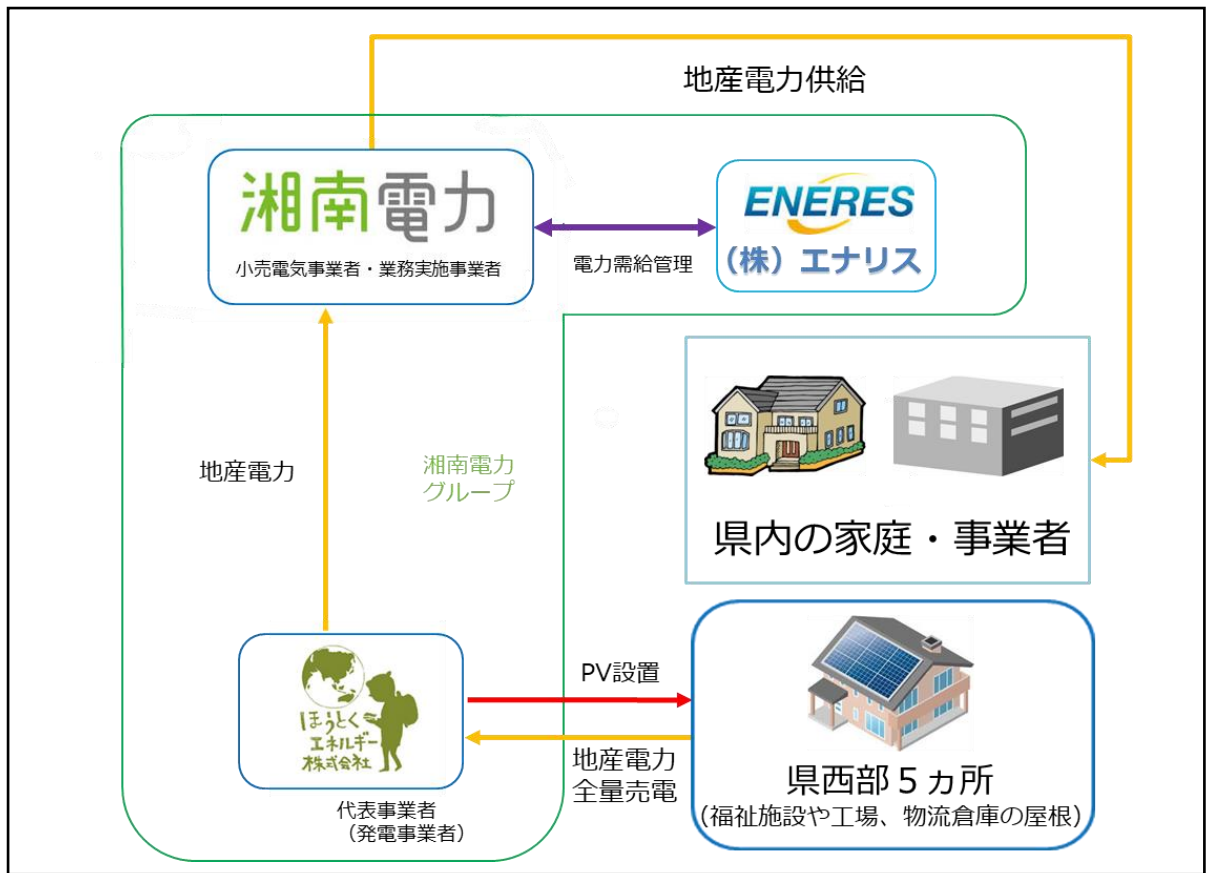 地産電力供給
湘南電力
小売電気事業者・業務実施事業者
電力需給管理
ENERES
（株）エナリス
地産電力
湘南電力
グループ
県内の家庭・事業者
ほうとく
エネルギー
株式会社
代表事業者
（発電事業者）
PV設置
地産電力
全量売電
県西部５ヵ所
（福祉施設や工場、物流倉庫の屋根）